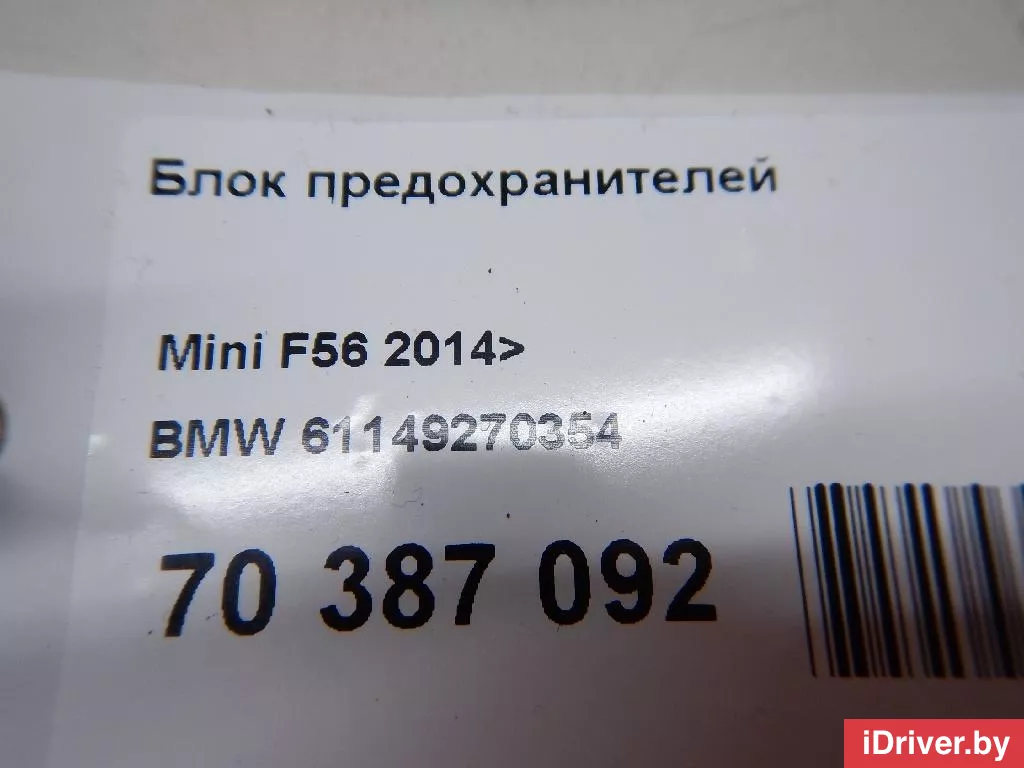 Блок предохранителей
Mini F56 2014>
BMW 61149270354
70 387 092
iDriver.by